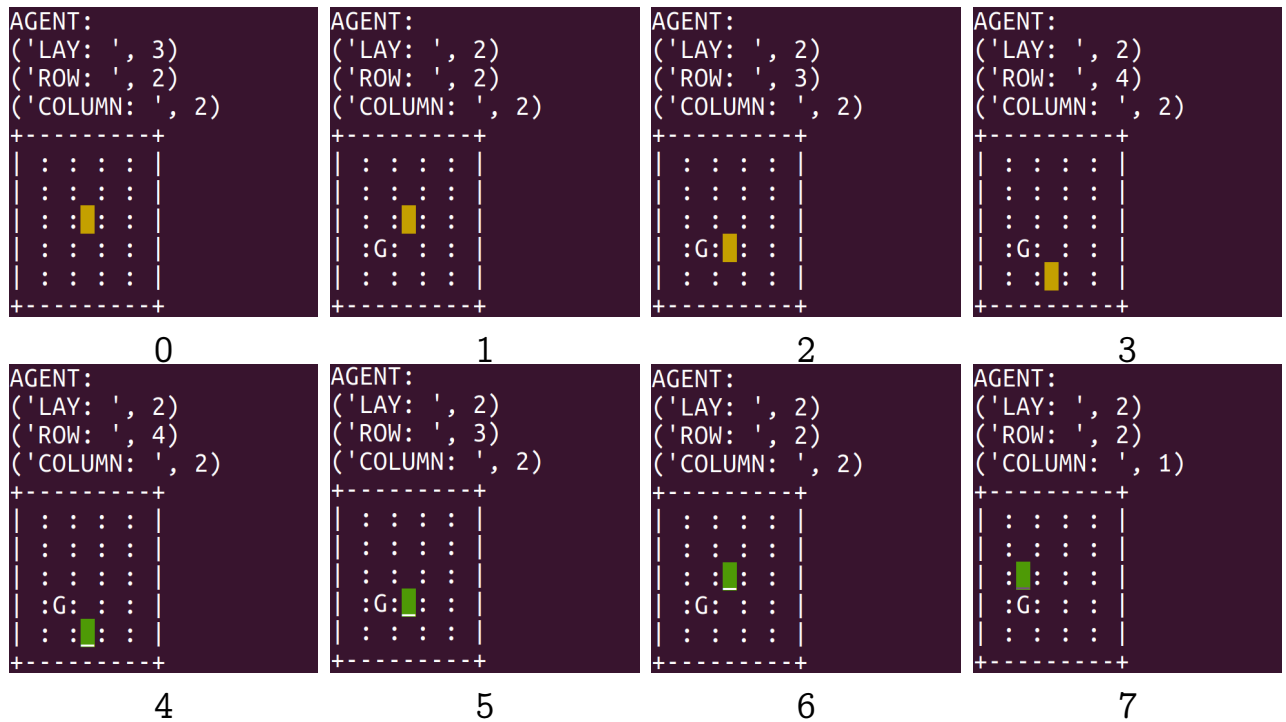 AGENT:
('LAY: ', 3)
('ROW: ', 2)
('COLUMN: ', 2)
+---------+
| : : : : |
| : : : : |
| : : : : |
| : : : : |
| : : : : |
+---------+
0
AGENT:
('LAY: ', 2)
('ROW: ', 2)
('COLUMN: ', 2)
+---------+
| : : : : |
| : : : : |
| : : : : |
| :G: : : |
| : : : : |
+---------+
1
AGENT:
('LAY: ', 2)
('ROW: ', 3)
('COLUMN: ', 2)
+---------+
| : : : : |
| : : : : |
| : : : : |
| :G: : : |
| : : : : |
+---------+
2
AGENT:
('LAY: ', 2)
('ROW: ', 4)
('COLUMN: ', 2)
+---------+
| : : : : |
| : : : : |
| : : : : |
| :G: : : |
| : : : : |
+---------+
3
AGENT:
('LAY: ', 2)
('ROW: ', 4)
('COLUMN: ', 2)
+---------+
| : : : : |
| : : : : |
| : : : : |
| :G: : : |
| : :_: : |
+---------+
4
AGENT:
('LAY: ', 2)
('ROW: ', 3)
('COLUMN: ', 2)
+---------+
| : : : : |
| : : : : |
| : : : : |
| :G:_: : |
| : : : : |
+---------+
5
AGENT:
('LAY: ', 2)
('ROW: ', 2)
('COLUMN: ', 2)
+---------+
| : : : : |
| : : : : |
| : :_: : |
| :G: : : |
| : : : : |
+---------+
6
AGENT:
('LAY: ', 2)
('ROW: ', 2)
('COLUMN: ', 1)
+---------+
| : : : : |
| : : : : |
| :_: : : |
| :G: : : |
| : : : : |
+---------+
7